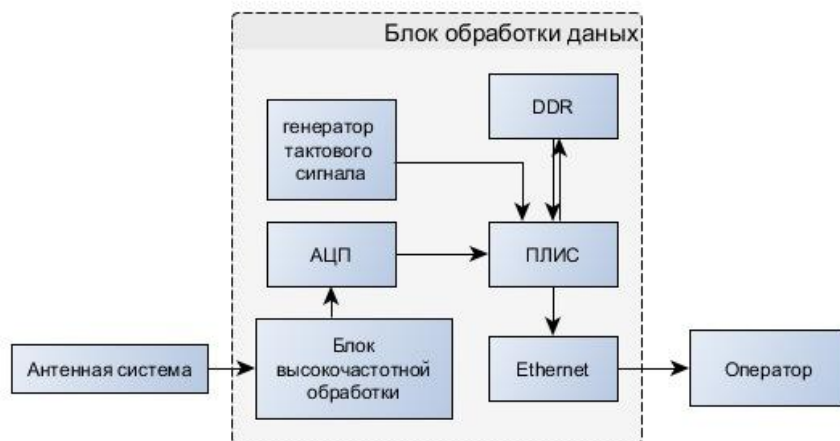 Блок обработки даных
DDR
генератор
тактового
сигнала
АЦП
ПЛИС
Антенная система
Блок
высокочастотной
обработки
Ethernet
Оператор